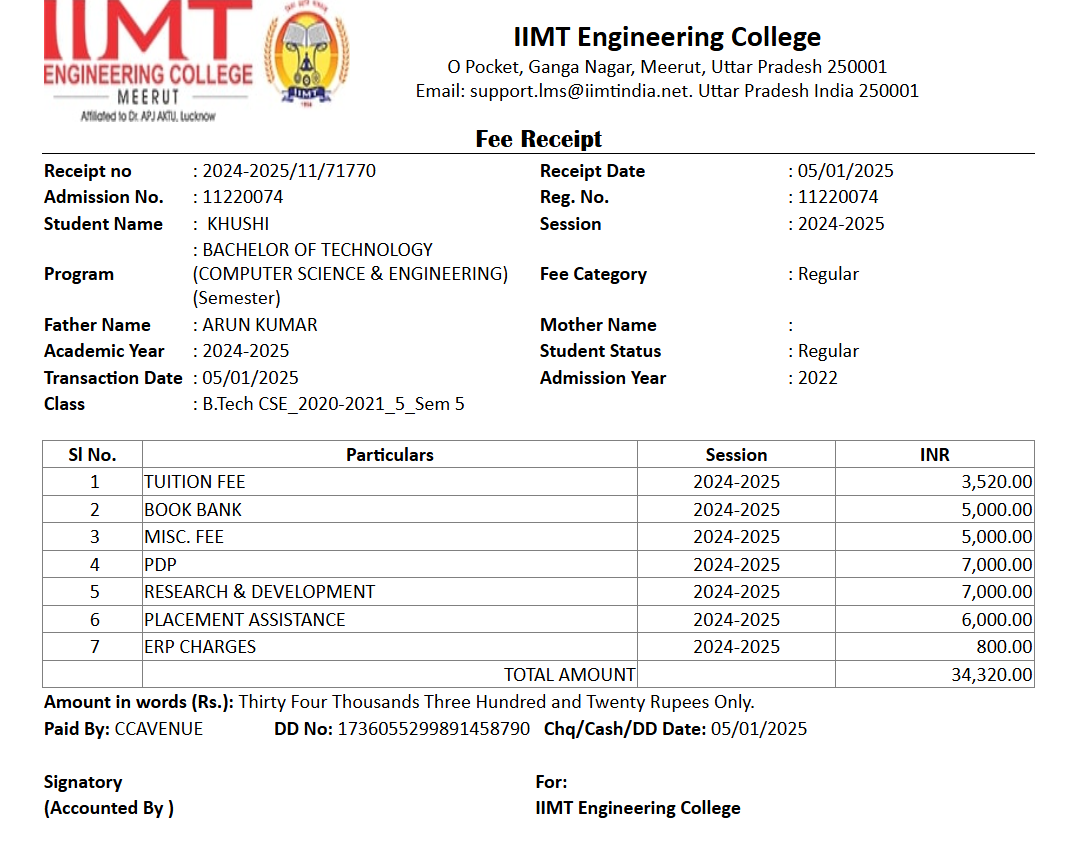 IIMT
ENGINEERING COLLEGE
MEERUT
Affiliated to Dr. APJ AKTU, Lucknow
IIMT
IIMT Engineering College
O Pocket, Ganga Nagar, Meerut, Uttar Pradesh 250001
Email: support.lms@iimtindia.net. Uttar Pradesh India 250001
Fee Receipt
Receipt no : 2024-2025/11/71770 Receipt Date : 05/01/2025
Admission No. : 11220074 Reg. No. : 11220074
Student Name : KHUSHI Session : 2024-2025
Program : BACHELOR OF TECHNOLOGY
(COMPUTER SCIENCE & ENGINEERING)
(Semester) Fee Category : Regular
Father Name : ARUN KUMAR Mother Name :
Academic Year : 2024-2025 Student Status : Regular
Transaction Date : 05/01/2025 Admission Year : 2022
Class : B.Tech CSE_2020-2021_5_Sem 5
Sl No. Particulars Session INR
1 TUITION FEE 2024-2025 3,520.00
2 BOOK BANK 2024-2025 5,000.00
3 MISC. FEE 2024-2025 5,000.00
4 PDP 2024-2025 7,000.00
5 RESEARCH & DEVELOPMENT 2024-2025 7,000.00
6 PLACEMENT ASSISTANCE 2024-2025 6,000.00
7 ERP CHARGES 2024-2025 800.00
TOTAL AMOUNT 34,320.00
Amount in words (Rs.): Thirty Four Thousands Three Hundred and Twenty Rupees Only.
Paid By: CCAVENUE DD No: 1736055299891458790 Chq/Cash/DD Date: 05/01/2025
Signatory For:
(Accounted By ) IIMT Engineering College